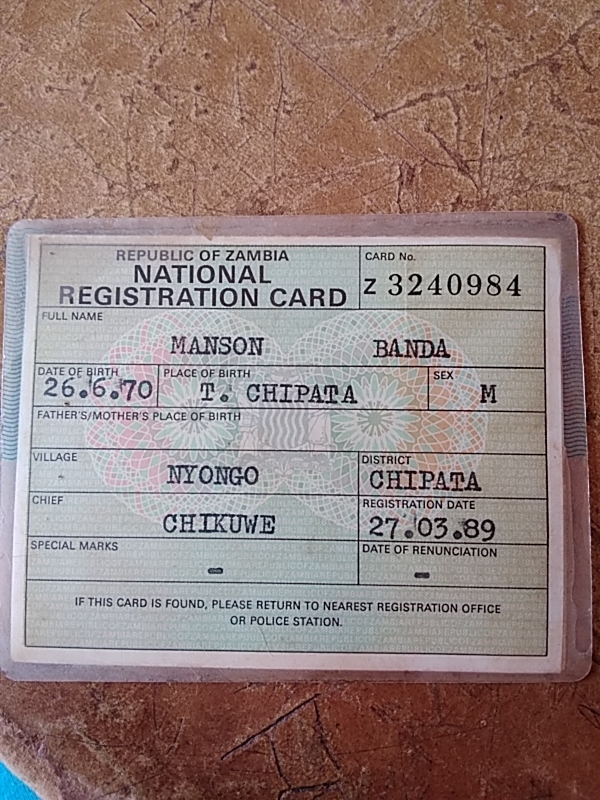 REPUBLIC OF ZAMBIA
NATIONAL
REGISTRATION CARD
CARD No.
Z 3240984
FULL NAME
MANSON BANDA
DATE OF BIRTH
26.6.70
PLACE OF BIRTH
T. CHIPATA
SEX
M
FATHER'S/MOTHER'S PLACE OF BIRTH
VILLAGE
NYONGO
DISTRICT
CHIPATA
CHIEF
CHIKUWE
REGISTRATION DATE
27.03.89
SPECIAL MARKS
-
DATE OF RENUNCIATION
-
IF THIS CARD IS FOUND, PLEASE RETURN TO NEAREST REGISTRATION OFFICE
OR POLICE STATION.